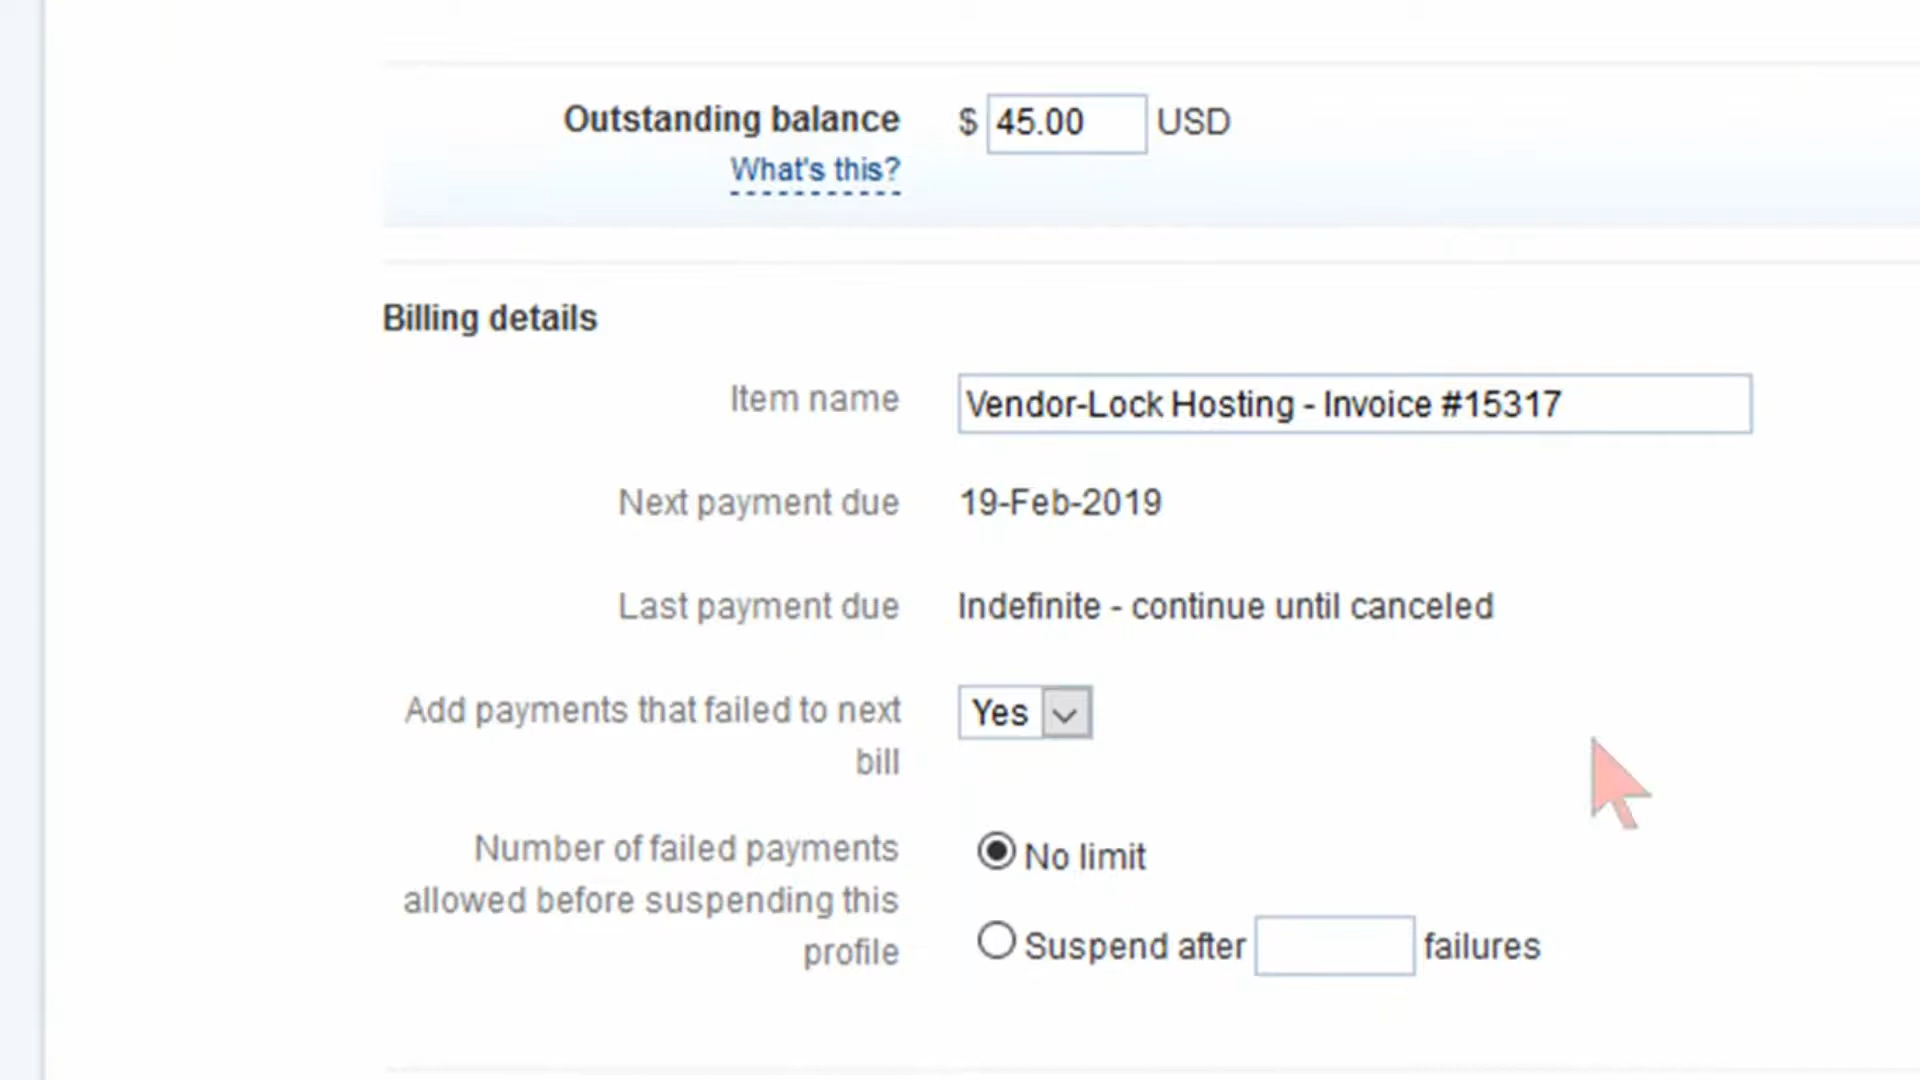 Outstanding balance $ 45.00 USD
What's this?
Billing details
Item name Vendor-Lock Hosting - Invoice #15317
Next payment due 19-Feb-2019
Last payment due Indefinite - continue until canceled
Add payments that failed to next Yes
bill
Number of failed payments No limit
allowed before suspending this
profile
Suspend after failures